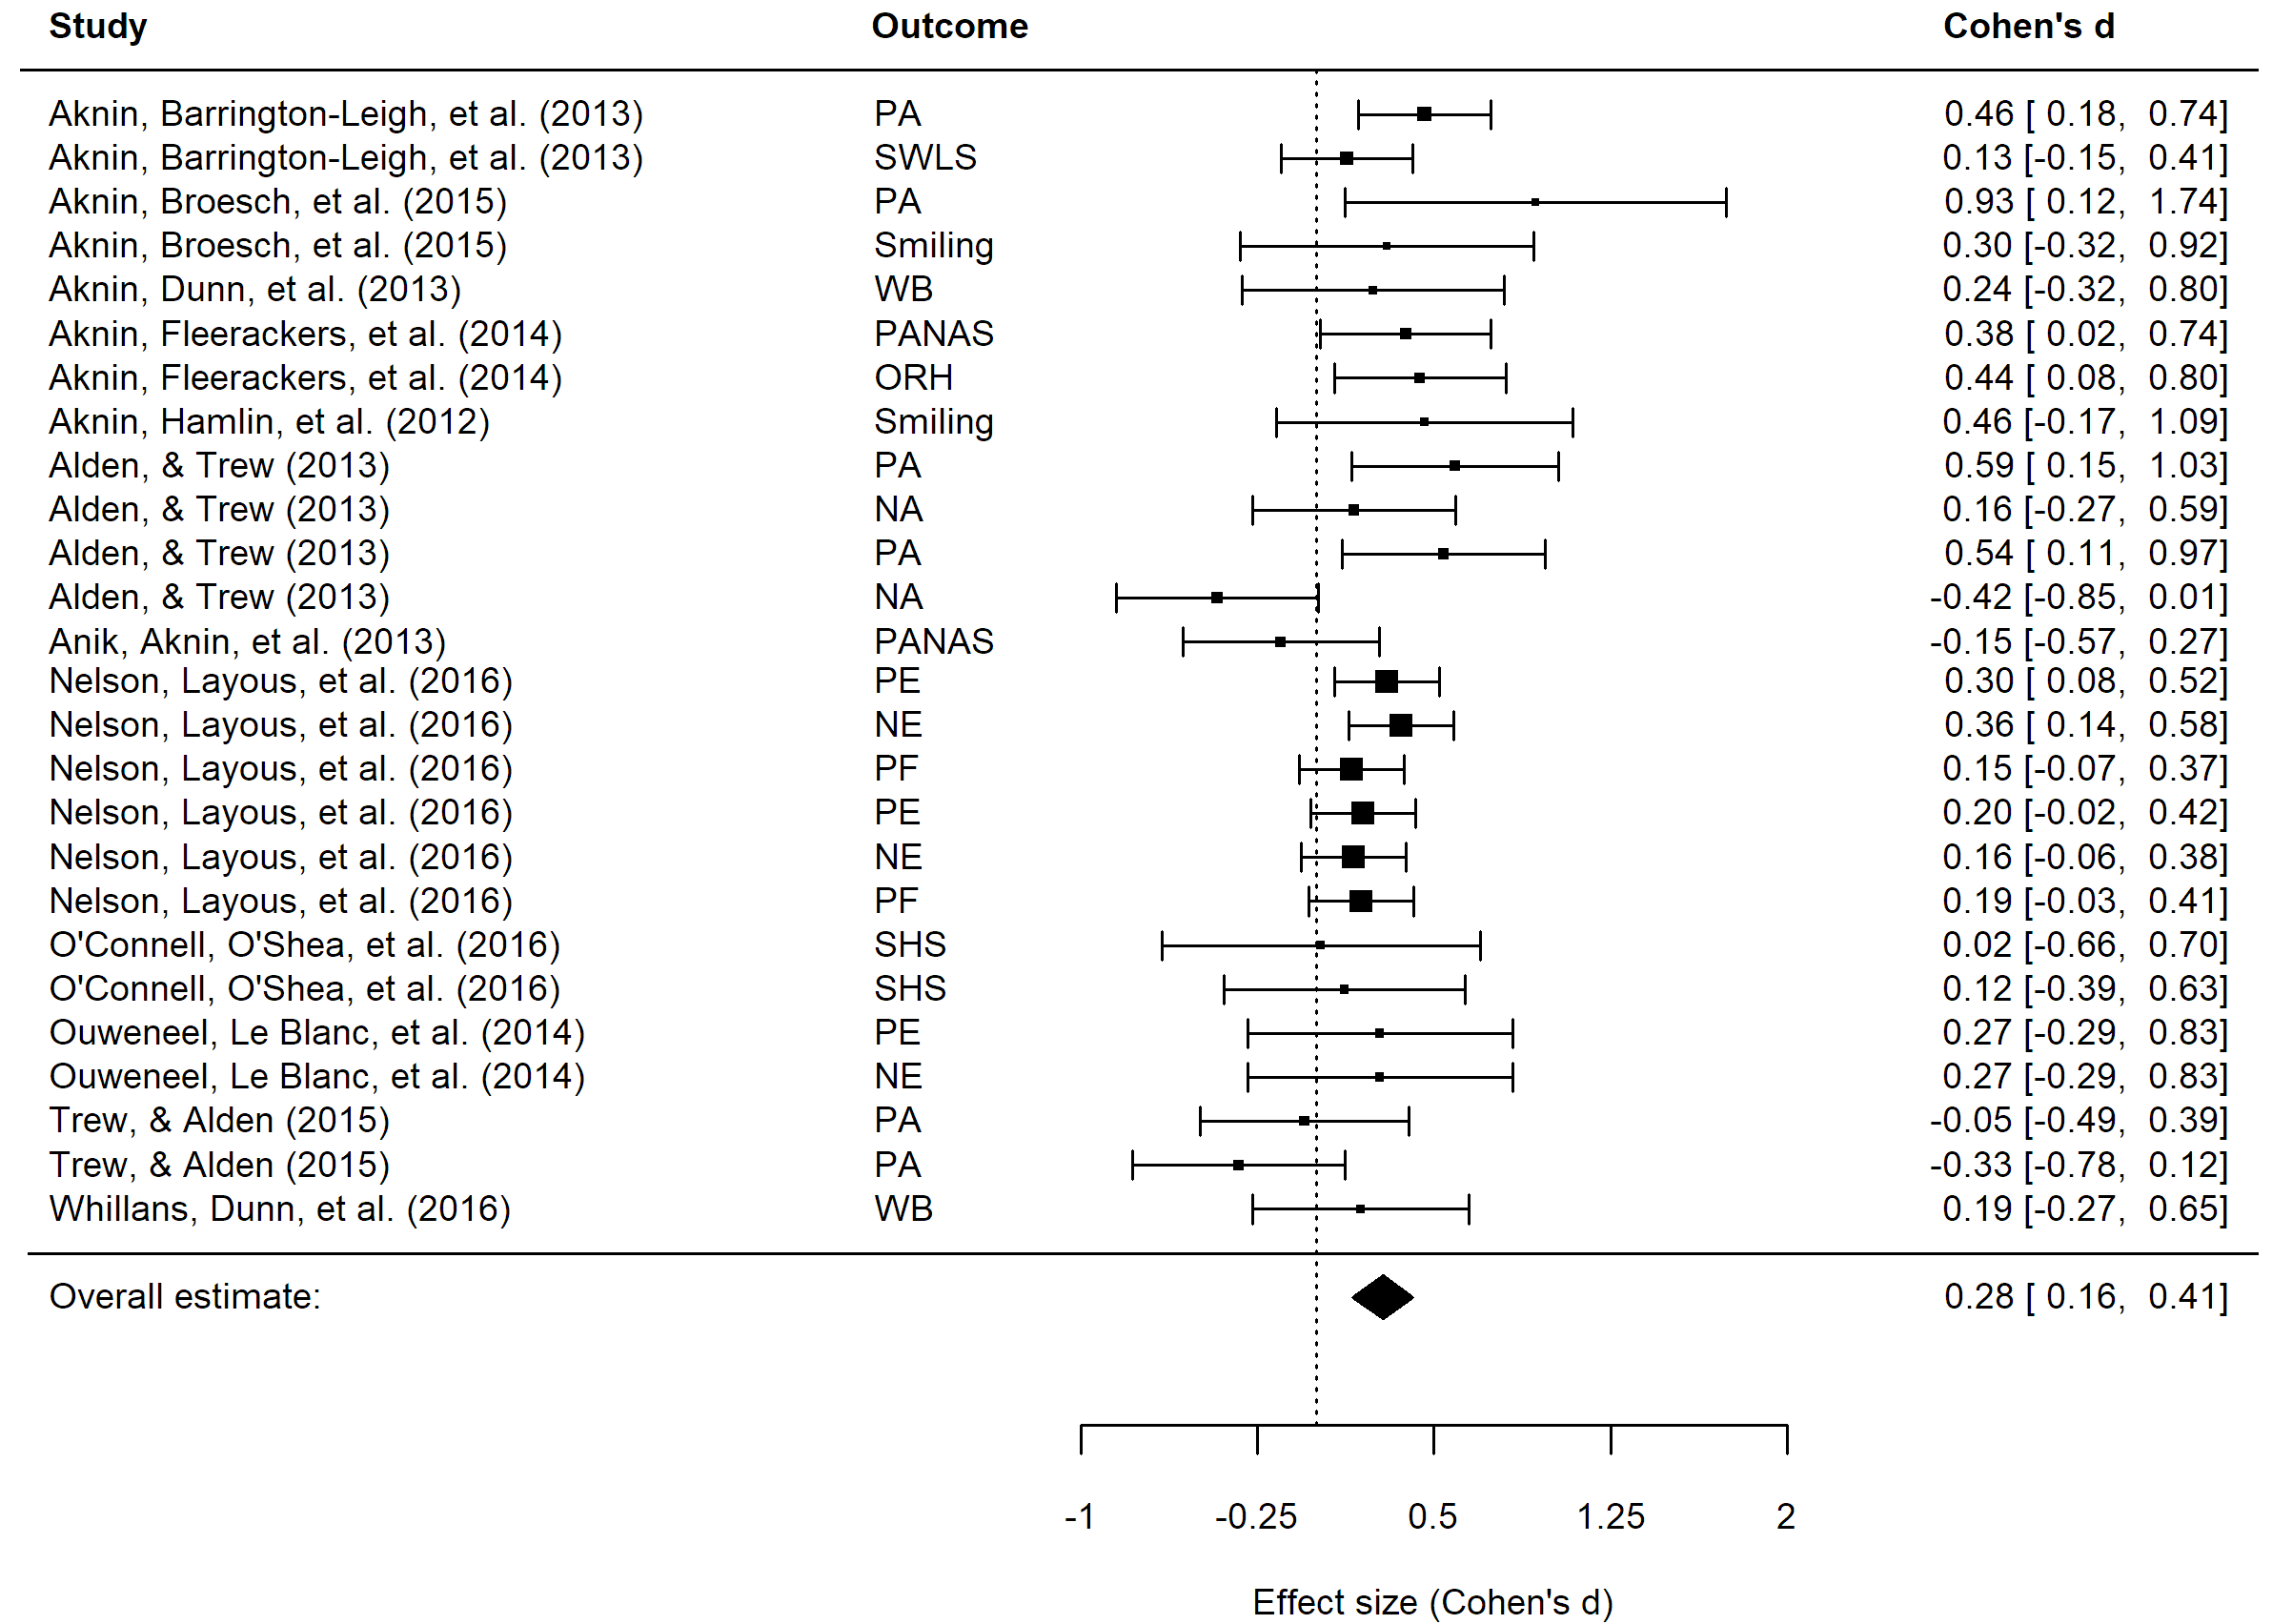 Study Outcome Cohen's d
Aknin, Barrington-Leigh, et al. (2013) PA 0.46 [ 0.18, 0.74]
Aknin, Barrington-Leigh, et al. (2013) SWLS 0.13 [-0.15, 0.41]
Aknin, Broesch, et al. (2015) PA 0.93 [ 0.12, 1.74]
Aknin, Broesch, et al. (2015) Smiling 0.30 [-0.32, 0.92]
Aknin, Dunn, et al. (2013) WB 0.24 [-0.32, 0.80]
Aknin, Fleerackers, et al. (2014) PANAS 0.38 [ 0.02, 0.74]
Aknin, Fleerackers, et al. (2014) ORH 0.44 [ 0.08, 0.80]
Aknin, Hamlin, et al. (2012) Smiling 0.46 [-0.17, 1.09]
Alden, & Trew (2013) PA 0.59 [ 0.15, 1.03]
Alden, & Trew (2013) NA 0.16 [-0.27, 0.59]
Alden, & Trew (2013) PA 0.54 [ 0.11, 0.97]
Alden, & Trew (2013) NA -0.42 [-0.85, 0.01]
Anik, Aknin, et al. (2013) PANAS -0.15 [-0.57, 0.27]
Nelson, Layous, et al. (2016) PE 0.30 [ 0.08, 0.52]
Nelson, Layous, et al. (2016) NE 0.36 [ 0.14, 0.58]
Nelson, Layous, et al. (2016) PF 0.15 [-0.07, 0.37]
Nelson, Layous, et al. (2016) PE 0.20 [-0.02, 0.42]
Nelson, Layous, et al. (2016) NE 0.16 [-0.06, 0.38]
Nelson, Layous, et al. (2016) PF 0.19 [-0.03, 0.41]
O'Connell, O'Shea, et al. (2016) SHS 0.02 [-0.66, 0.70]
O'Connell, O'Shea, et al. (2016) SHS 0.12 [-0.39, 0.63]
Ouweneel, Le Blanc, et al. (2014) PE 0.27 [-0.29, 0.83]
Ouweneel, Le Blanc, et al. (2014) NE 0.27 [-0.29, 0.83]
Trew, & Alden (2015) PA -0.05 [-0.49, 0.39]
Trew, & Alden (2015) PA -0.33 [-0.78, 0.12]
Whillans, Dunn, et al. (2016) WB 0.19 [-0.27, 0.65]
Overall estimate: 0.28 [ 0.16, 0.41]
-1 -0.25 0.5 1.25 2
Effect size (Cohen's d)